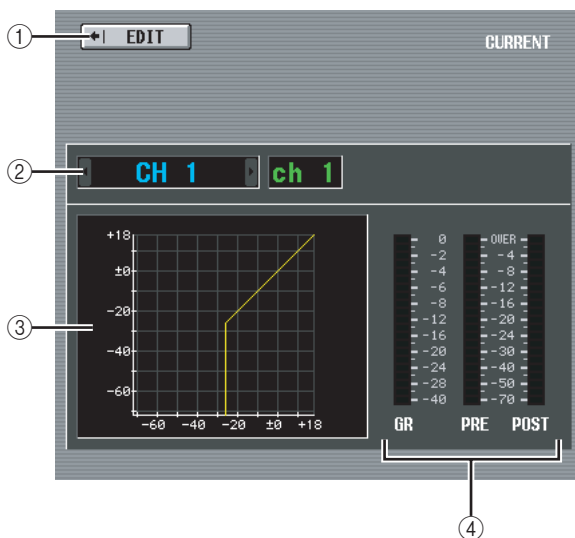 ① EDIT
CURRENT
② CH 1 ch 1
③
+18
±0
-20
-40
-60
-60 -40 -20 ±0 +18
0 OVER
-2 -4
-4 -8
-6 -12
-8 -16
-12 -20
-16 -24
-20 -30
-24 -40
-28 -50
-40 -70
GR PRE POST
④